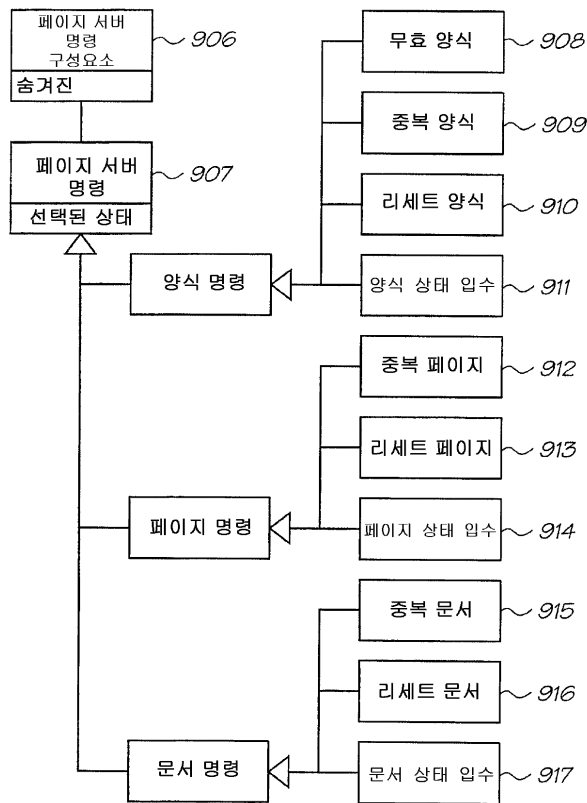 페이지 서버
명령
구성요소
906
숨겨진
페이지 서버
명령
907
선택된 상태
양식 명령
무효 양식
908
중복 양식
909
리세트 양식
910
양식 상태 입수
911
페이지 명령
중복 페이지
912
리세트 페이지
913
페이지 상태 입수
914
문서 명령
중복 문서
915
리세트 문서
916
문서 상태 입수
917